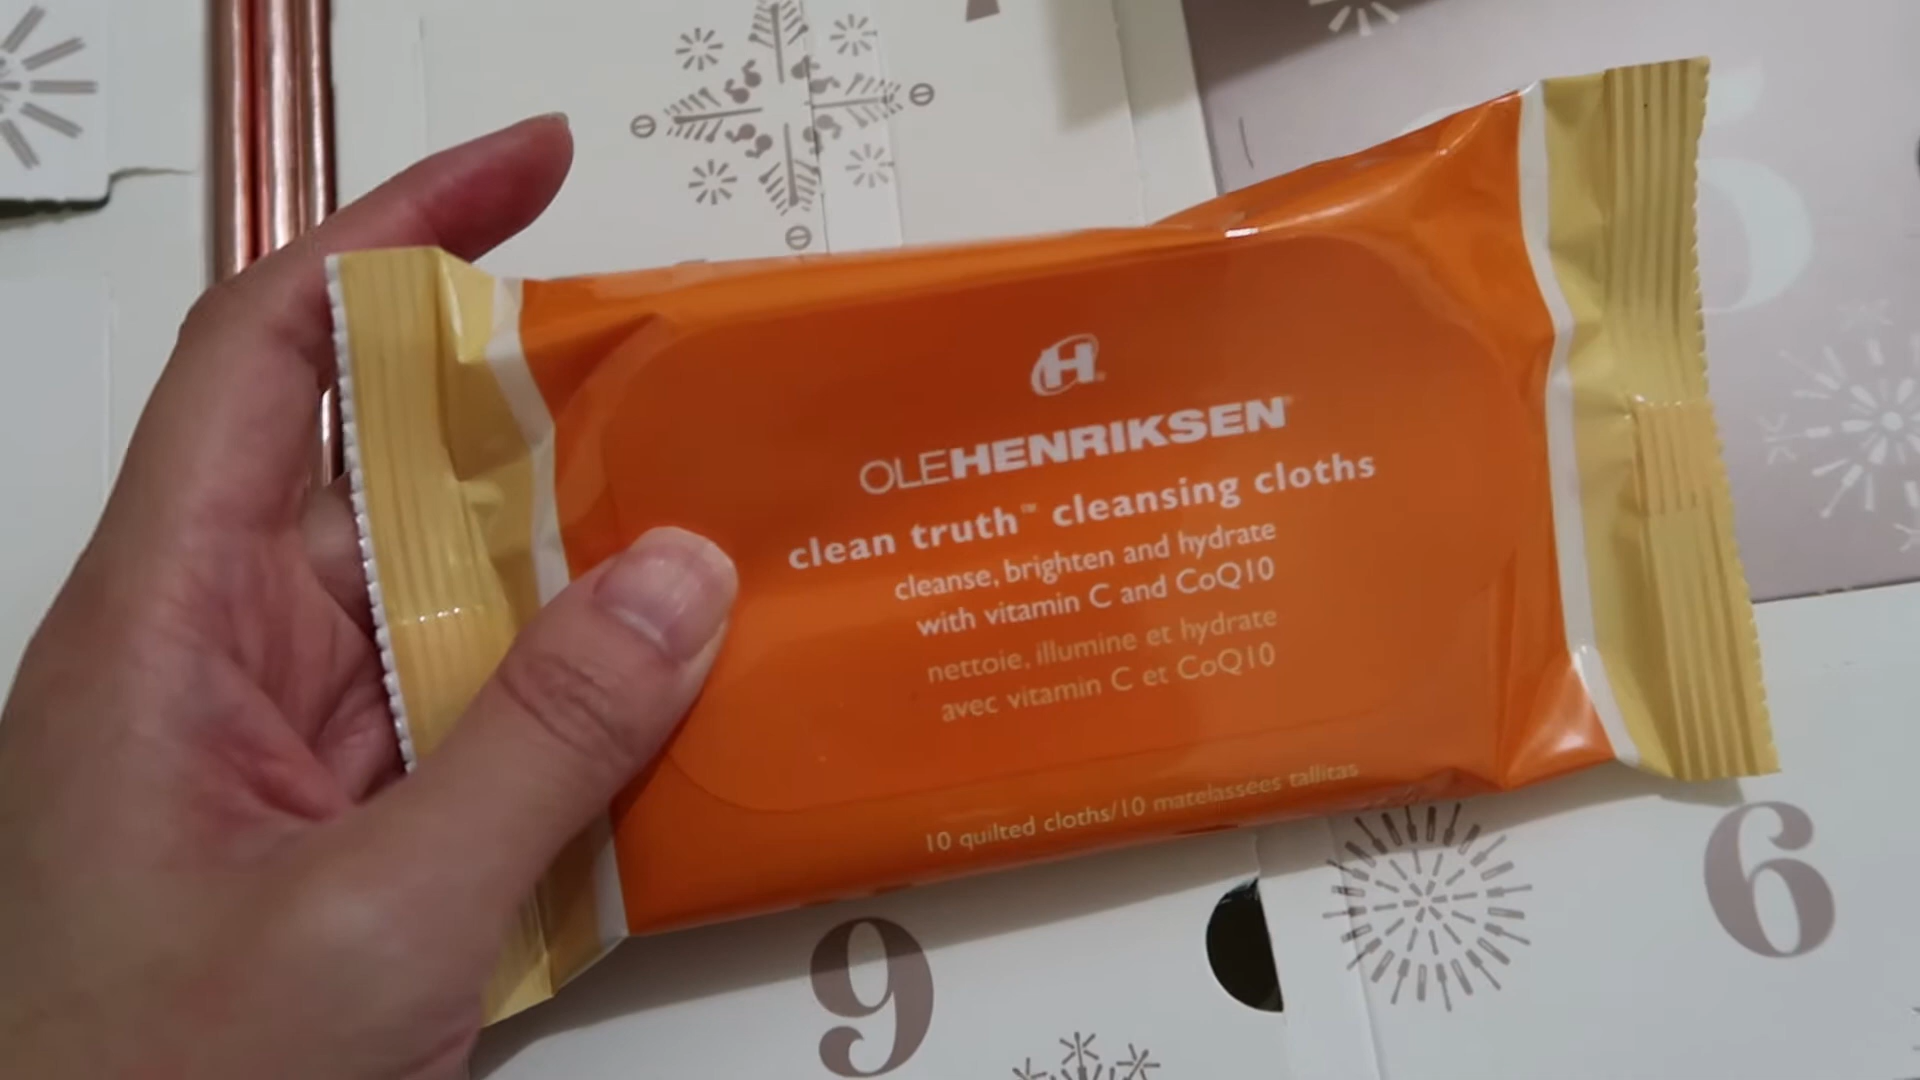 H
OLEHENRIKSEN
clean truth™ cleansing cloths
cleanse, brighten and hydrate
with vitamin C and CoQ10
nettoie, illumine et hydrate
avec vitamin C et CoQ10
10 quilted cloths/10 matelassées tallitas
9
6